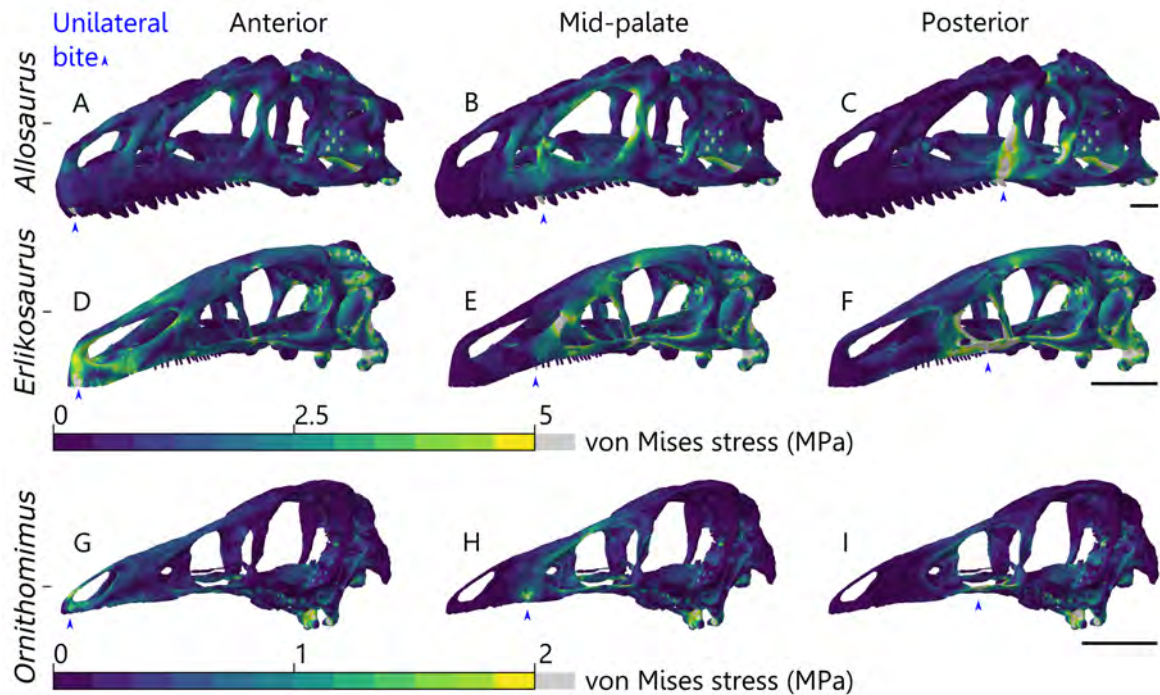 Unilateral bite
Anterior
Mid-palate
Posterior
Allosaurus
A
B
C
Erlikosaurus
D
E
F
0
2.5
5
von Mises stress (MPa)
Ornithomimus
G
H
I
0
1
2
von Mises stress (MPa)